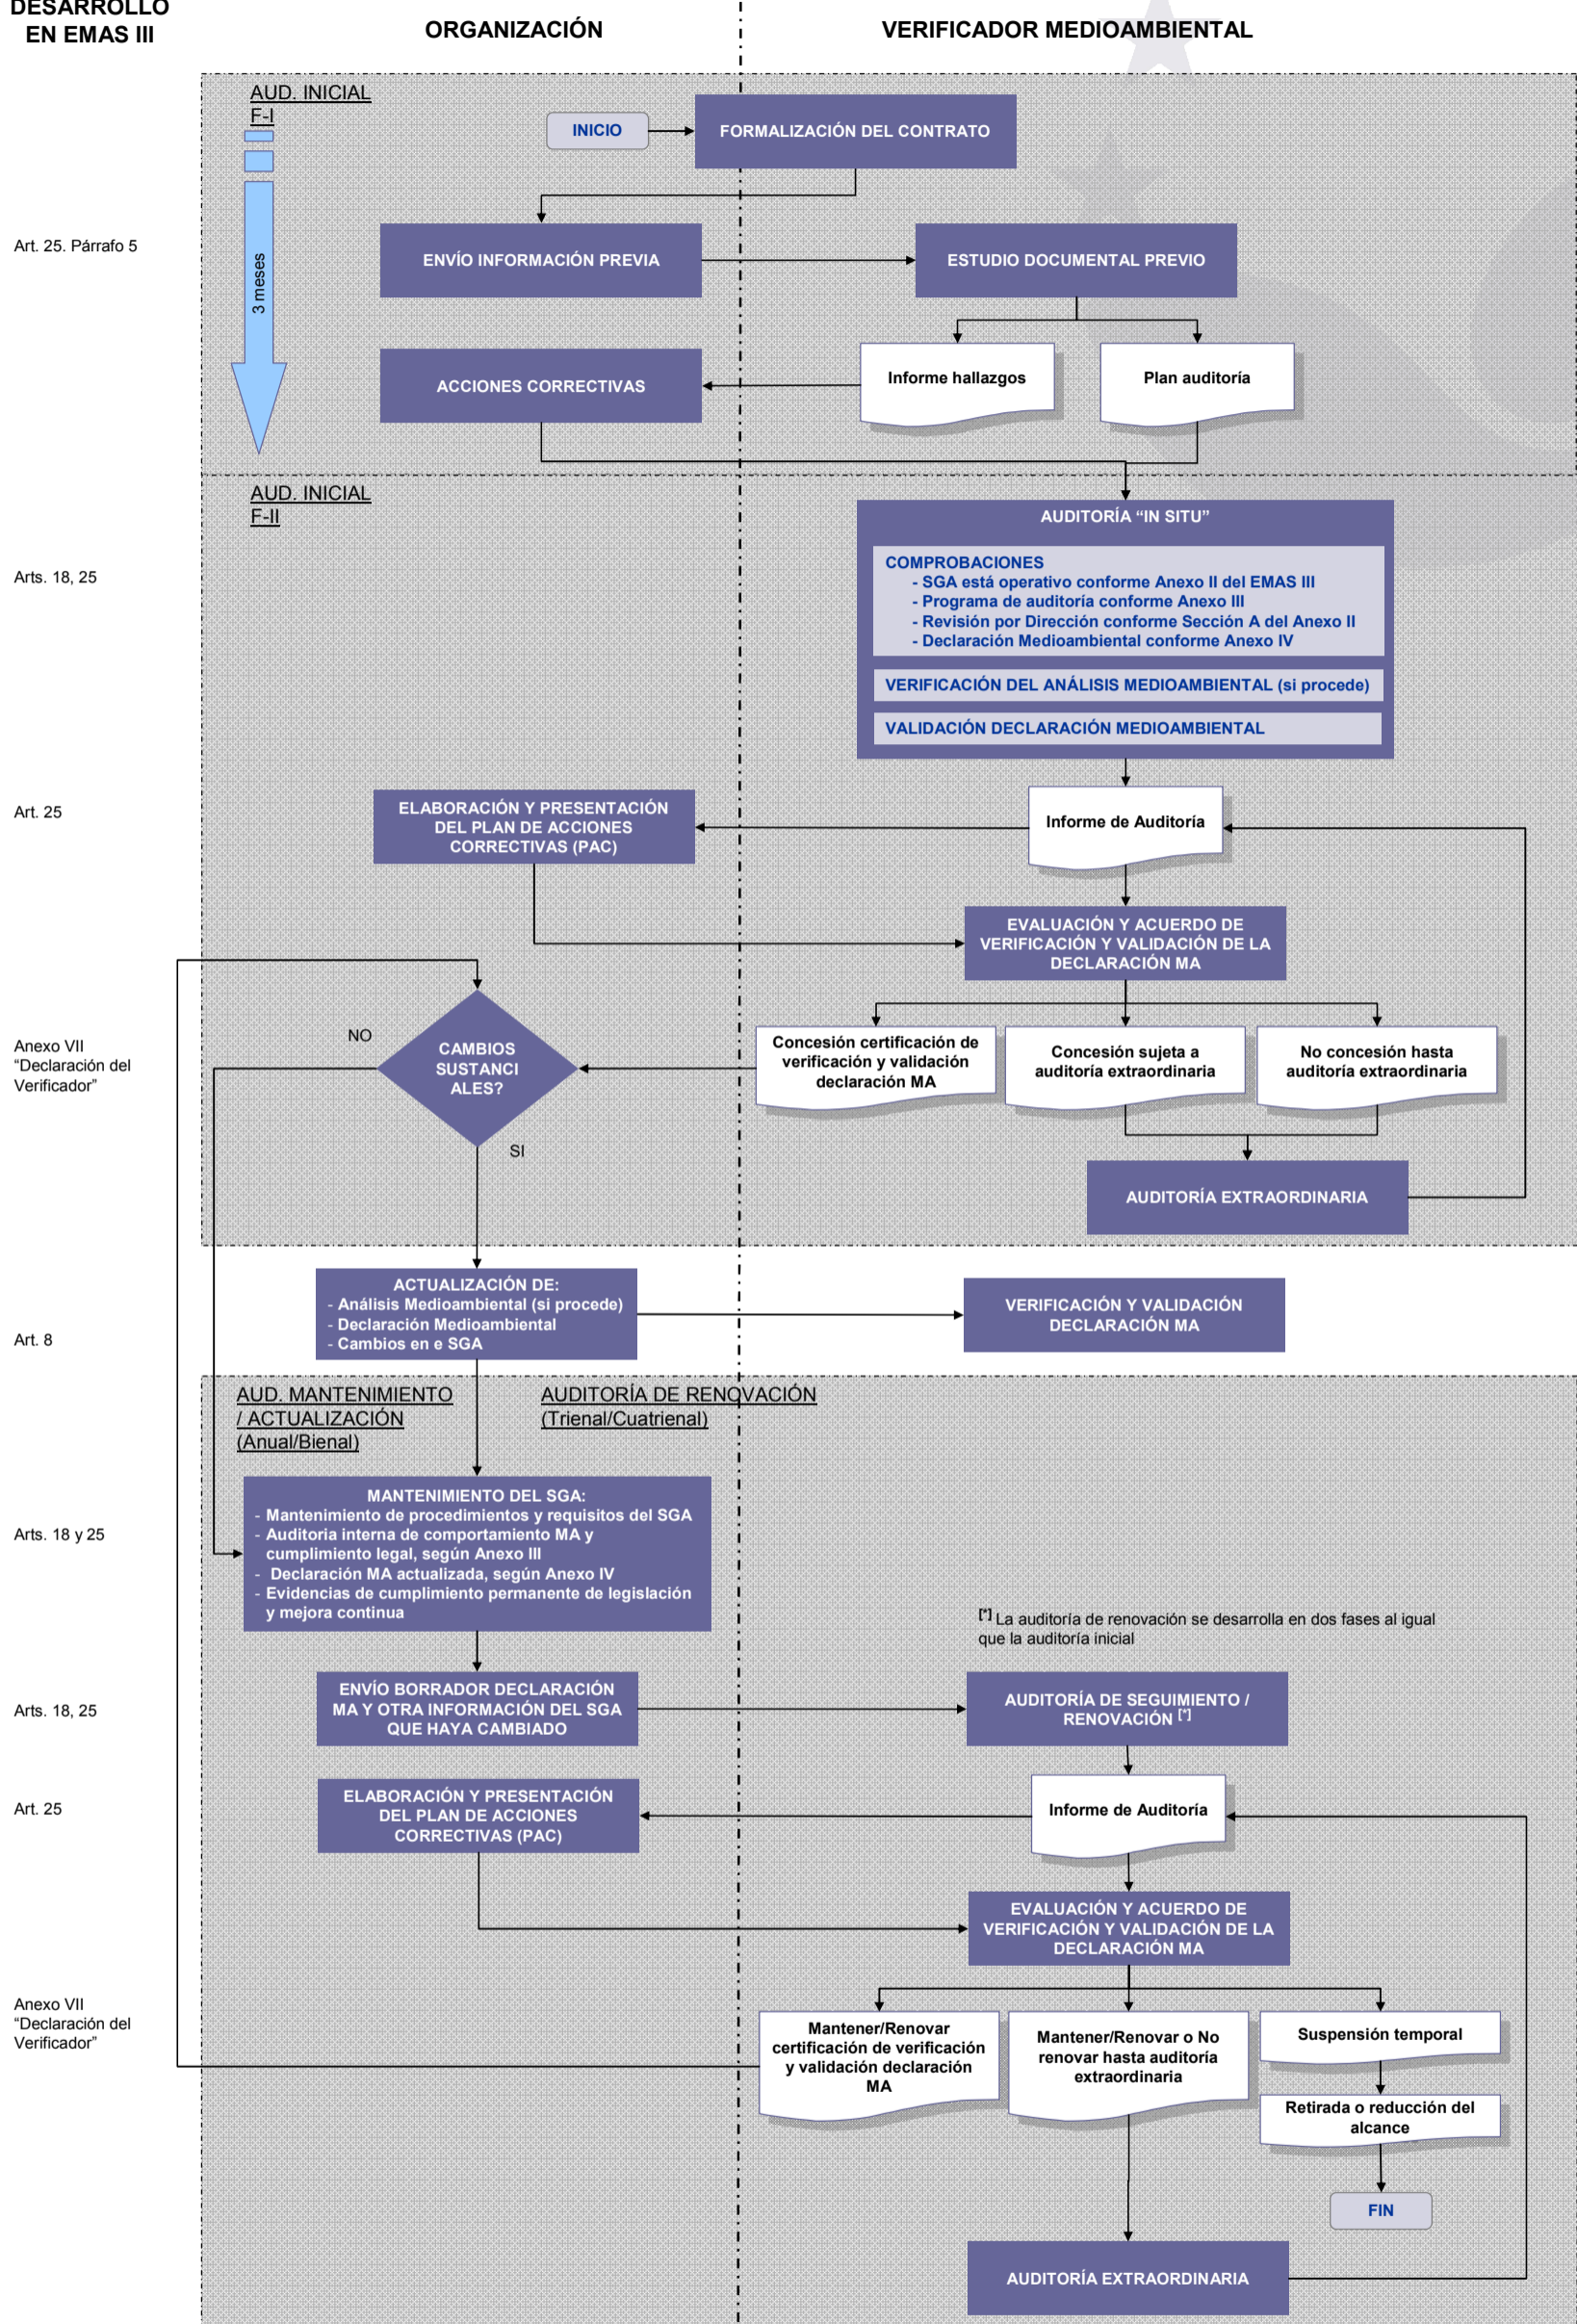 DESARROLLO
EN EMAS III
ORGANIZACIÓN
VERIFICADOR MEDIOAMBIENTAL
AUD. INICIAL
F-I
INICIO
FORMALIZACIÓN DEL CONTRATO
Art. 25. Párrafo 5
3 meses
ENVÍO INFORMACIÓN PREVIA
ESTUDIO DOCUMENTAL PREVIO
ACCIONES CORRECTIVAS
Informe hallazgos
Plan auditoría
AUD. INICIAL
F-II
Arts. 18, 25
AUDITORÍA “IN SITU”
COMPROBACIONES
- SGA está operativo conforme Anexo II del EMAS III
- Programa de auditoría conforme Anexo III
- Revisión por Dirección conforme Sección A del Anexo II
- Declaración Medioambiental conforme Anexo IV
VERIFICACIÓN DEL ANÁLISIS MEDIOAMBIENTAL (si procede)
VALIDACIÓN DECLARACIÓN MEDIOAMBIENTAL
Art. 25
ELABORACIÓN Y PRESENTACIÓN
DEL PLAN DE ACCIONES
CORRECTIVAS (PAC)
Informe de Auditoría
EVALUACIÓN Y ACUERDO DE
VERIFICACIÓN Y VALIDACIÓN DE LA
DECLARACIÓN MA
Anexo VII
“Declaración del
Verificador”
NO
CAMBIOS
SUSTANCI
ALES?
SI
Concesión certificación de
verificación y validación
declaración MA
Concesión sujeta a
auditoría extraordinaria
No concesión hasta
auditoría extraordinaria
AUDITORÍA EXTRAORDINARIA
Art. 8
ACTUALIZACIÓN DE:
- Análisis Medioambiental (si procede)
- Declaración Medioambiental
- Cambios en e SGA
VERIFICACIÓN Y VALIDACIÓN
DECLARACIÓN MA
AUD. MANTENIMIENTO
/ ACTUALIZACIÓN
(Anual/Bienal)
AUDITORÍA DE RENOVACIÓN
(Trienal/Cuatrienal)
Arts. 18 y 25
MANTENIMIENTO DEL SGA:
- Mantenimiento de procedimientos y requisitos del SGA
- Auditoria interna de comportamiento MA y
cumplimiento legal, según Anexo III
- Declaración MA actualizada, según Anexo IV
- Evidencias de cumplimiento permanente de legislación
y mejora continua
[*] La auditoría de renovación se desarrolla en dos fases al igual
que la auditoría inicial
Arts. 18, 25
ENVÍO BORRADOR DECLARACIÓN
MA Y OTRA INFORMACIÓN DEL SGA
QUE HAYA CAMBIADO
AUDITORÍA DE SEGUIMIENTO /
RENOVACIÓN [*]
Art. 25
ELABORACIÓN Y PRESENTACIÓN
DEL PLAN DE ACCIONES
CORRECTIVAS (PAC)
Informe de Auditoría
EVALUACIÓN Y ACUERDO DE
VERIFICACIÓN Y VALIDACIÓN DE LA
DECLARACIÓN MA
Anexo VII
“Declaración del
Verificador”
Mantener/Renovar
certificación de verificación
y validación declaración
MA
Mantener/Renovar o No
renovar hasta auditoría
extraordinaria
Suspensión temporal
Retirada o reducción del
alcance
FIN
AUDITORÍA EXTRAORDINARIA